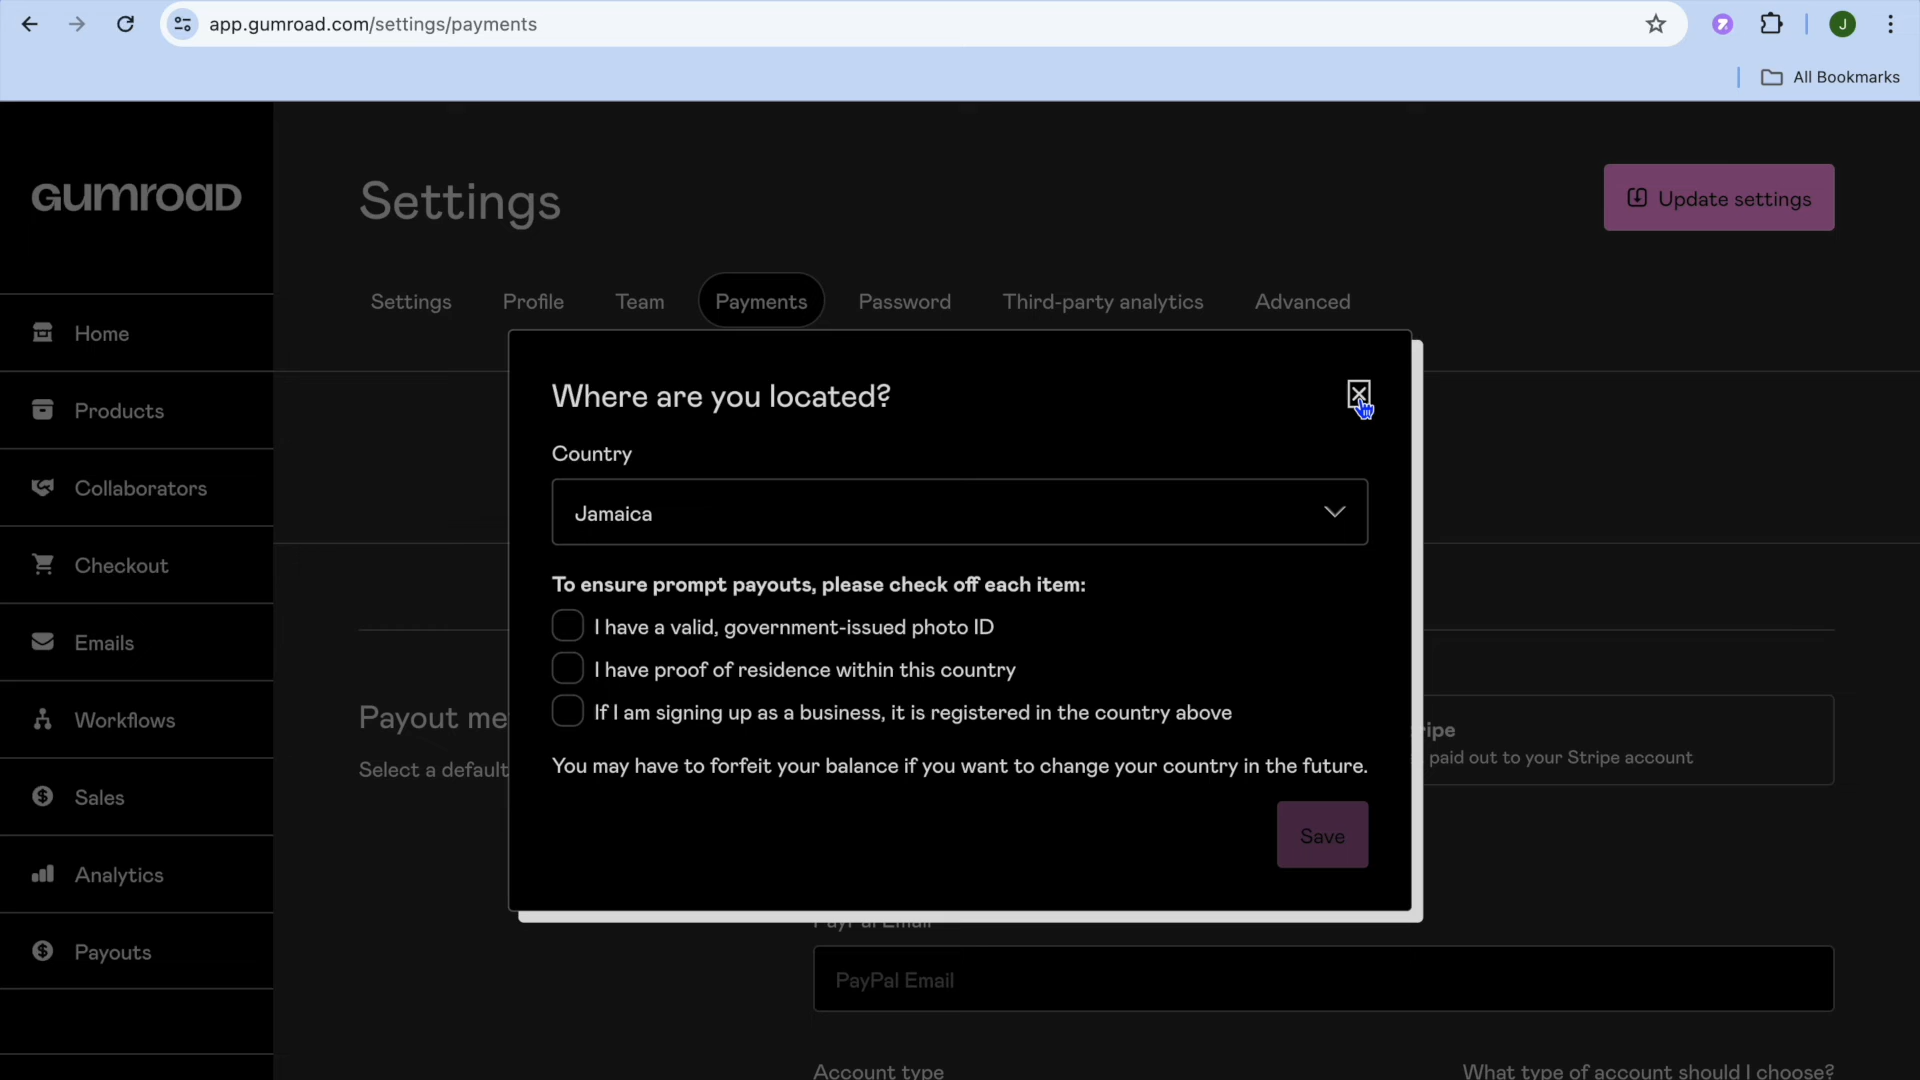 app.gumroad.com/settings/payments
J
All Bookmarks
GUMROAD
Settings
Update settings
Settings
Profile
Team
Payments
Password
Third-party analytics
Advanced
Home
Products
Collaborators
Checkout
Emails
Workflows
Sales
Analytics
Payouts
Where are you located?
Country
Jamaica
To ensure prompt payouts, please check off each item:
I have a valid, government-issued photo ID
I have proof of residence within this country
If I am signing up as a business, it is registered in the country above
You may have to forfeit your balance if you want to change your country in the future.
Save
Payout me
Select a default
ripe
paid out to your Stripe account
PayPal Email
PayPal Email
Account type
What type of account should I choose?